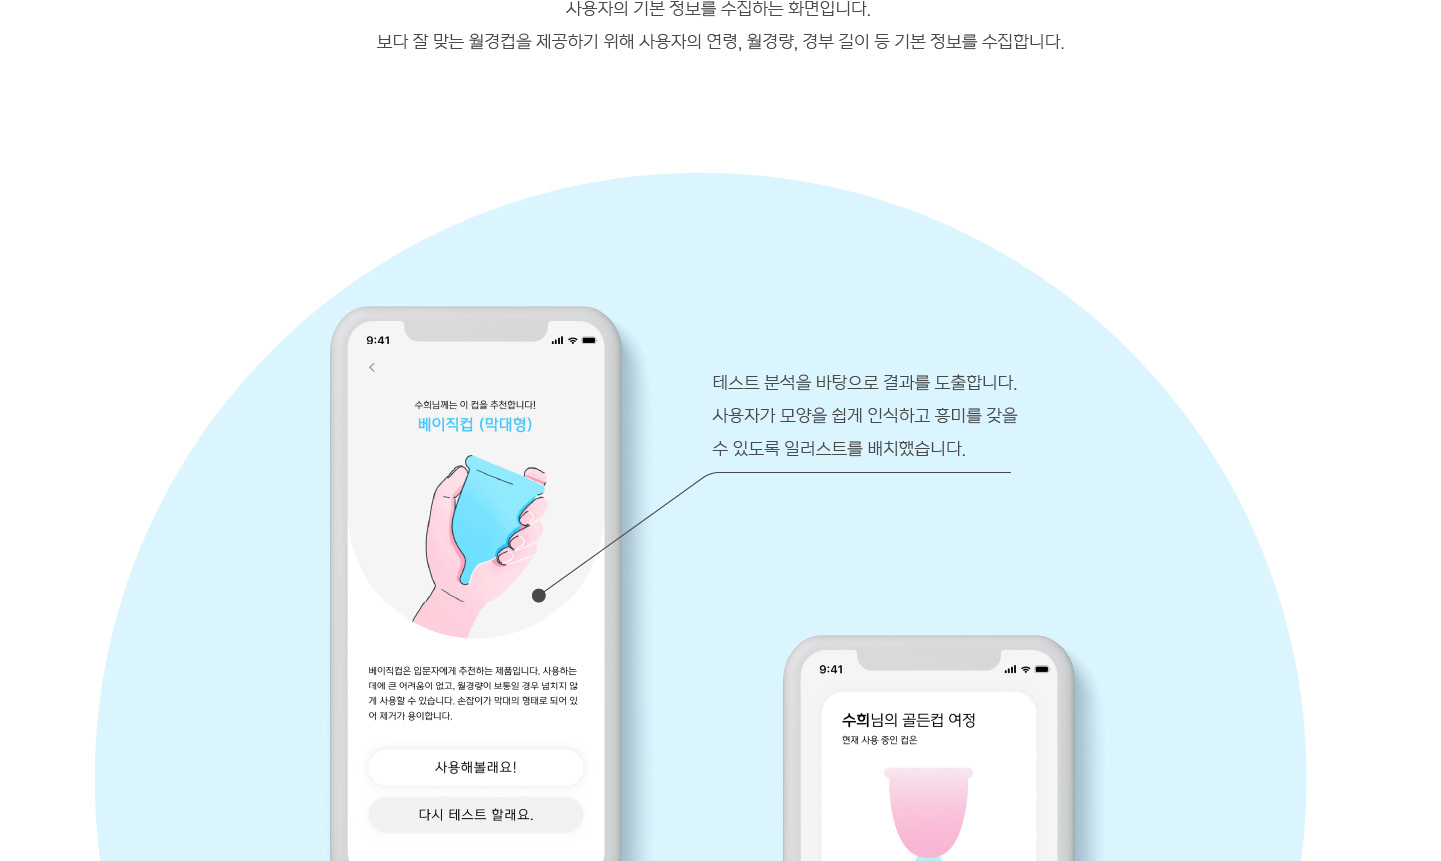 사용자의 기본 정보를 수집하는 화면입니다.
보다 잘 맞는 월경컵을 제공하기 위해 사용자의 연령, 월경량, 경부 길이 등 기본 정보를 수집합니다.
9:41
수희님께는 이 컵을 추천합니다!
베이직컵 (막대형)
테스트 분석을 바탕으로 결과를 도출합니다.
사용자가 모양을 쉽게 인식하고 흥미를 갖을
수 있도록 일러스트를 배치했습니다.
베이직컵은 입문자에게 추천하는 제품입니다. 사용하는
데에 큰 어려움이 없고, 월경량이 보통일 경우 넘치지 않
게 사용할 수 있습니다. 손잡이가 막대의 형태로 되어 있
어 제거가 용이합니다.
사용해볼래요!
다시 테스트 할래요.
9:41
수희님의 골든컵 여정
현재 사용 중인 컵은